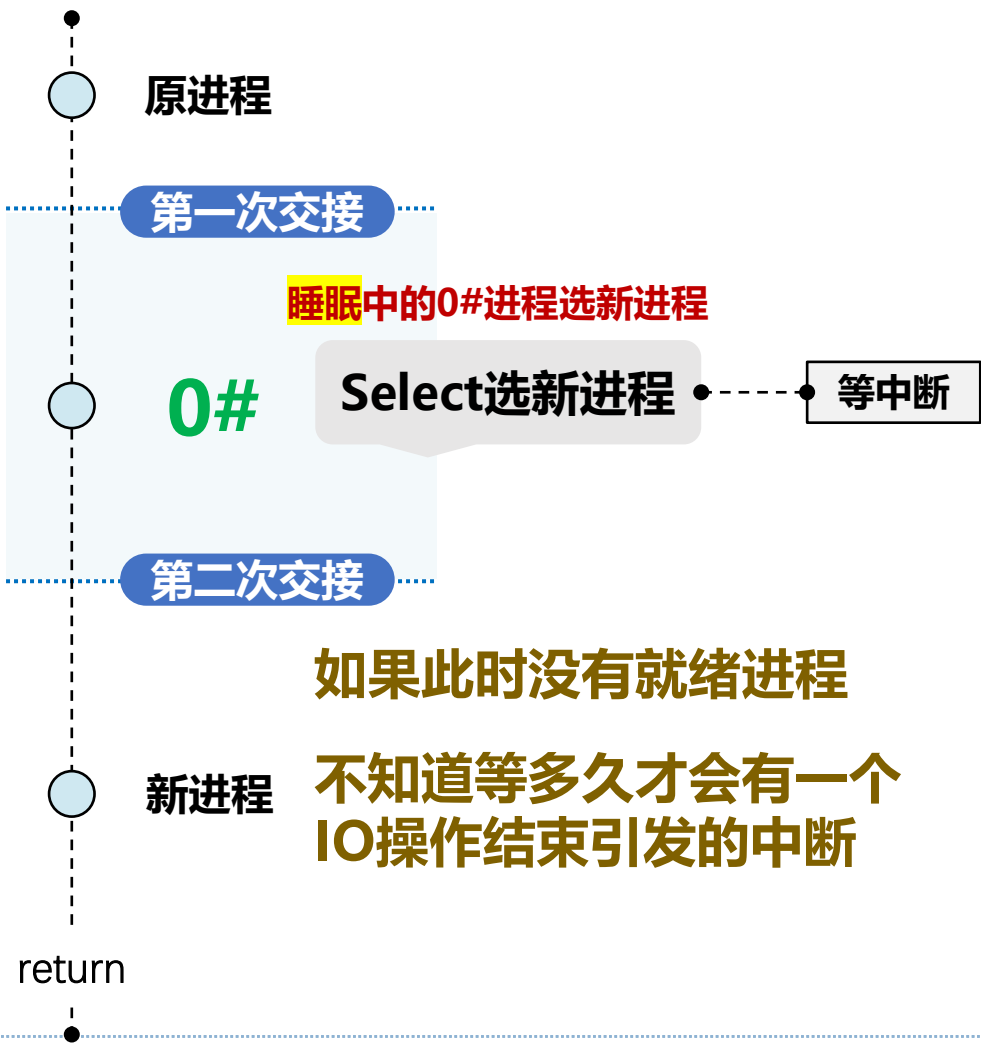 原进程
第一次交接
睡眠中的0#进程选新进程
0#
Select选新进程
等中断
第二次交接
如果此时没有就绪进程
新进程
不知道等多久才会有一个
IO操作结束引发的中断
return